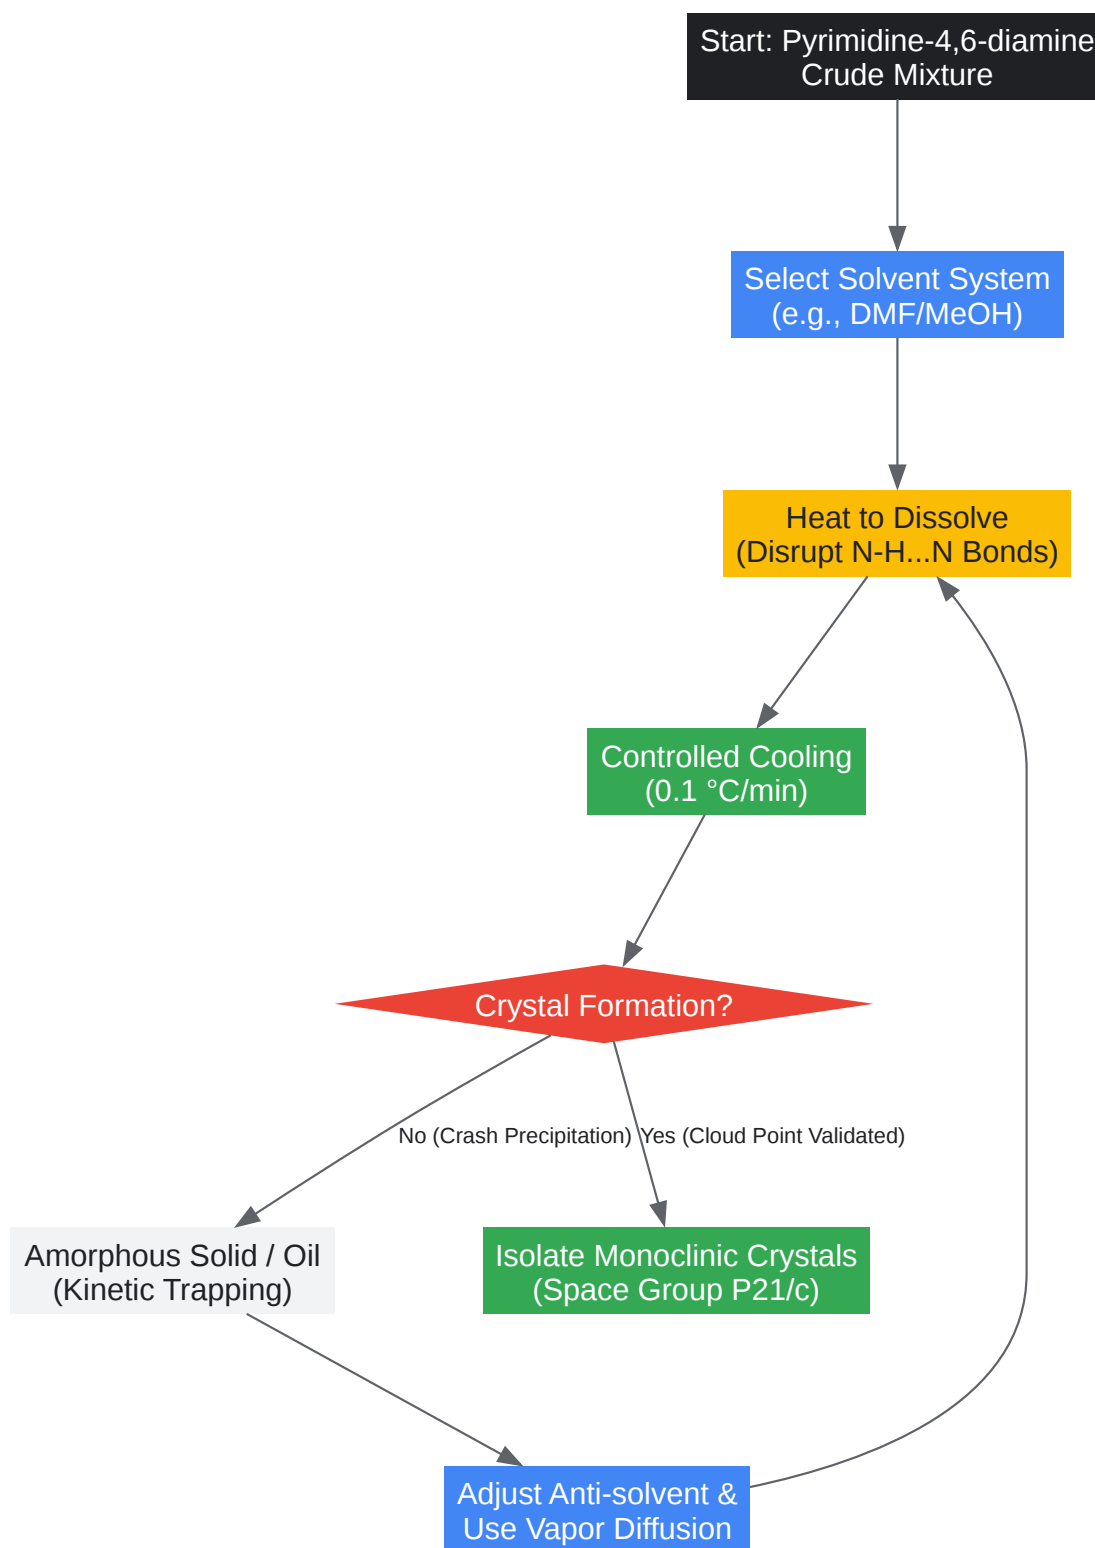 Start: Pyrimidine-4,6-diamine
Crude Mixture
Select Solvent System
(e.g., DMF/MeOH)
Heat to Dissolve
(Disrupt N-H...N Bonds)
Controlled Cooling
(0.1 °C/min)
Crystal Formation?
No (Crash Precipitation)
Yes (Cloud Point Validated)
Amorphous Solid / Oil
(Kinetic Trapping)
Isolate Monoclinic Crystals
(Space Group P21/c)
Adjust Anti-solvent &
Use Vapor Diffusion